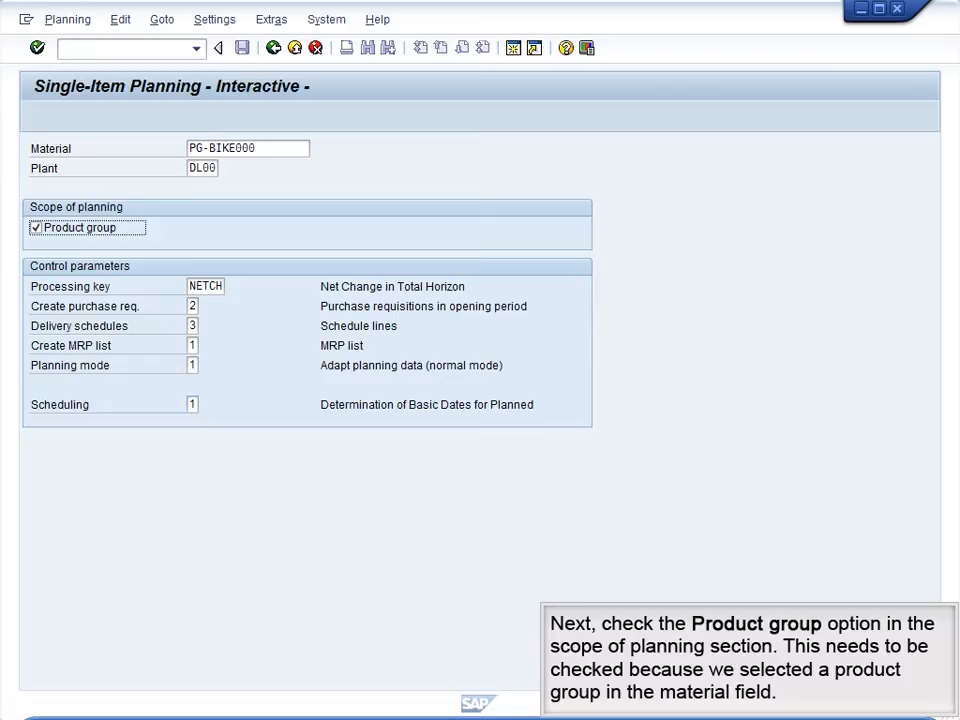 Planning Edit Goto Settings Extras System Help
Single-Item Planning - Interactive -
Material PG-BIKE000
Plant DL00
Scope of planning
Product group
Control parameters
Processing key NETCH Net Change in Total Horizon
Create purchase req. 2 Purchase requisitions in opening period
Delivery schedules 3 Schedule lines
Create MRP list 1 MRP list
Planning mode 1 Adapt planning data (normal mode)
Scheduling 1 Determination of Basic Dates for Planned
Next, check the Product group option in the
scope of planning section. This needs to be
checked because we selected a product
group in the material field.
SAP